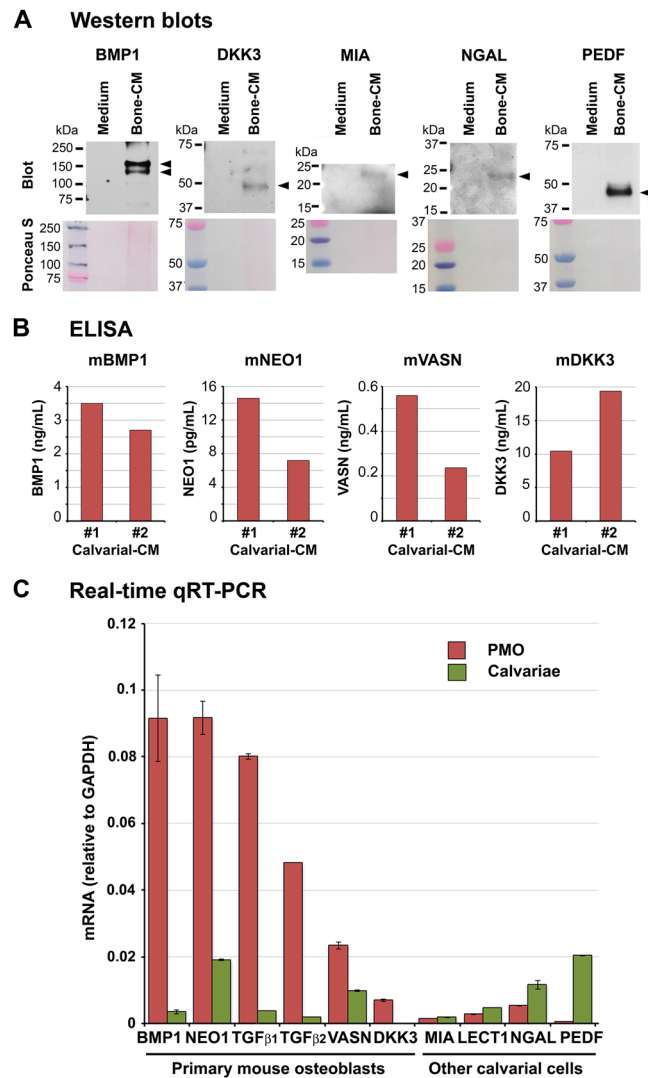 A Western blots
BMP1 DKK3 MIA NGAL PEDF
Medium Bone-CM Medium Bone-CM Medium Bone-CM Medium Bone-CM Medium Bone-CM
kDa kDa kDa kDa kDa
Blot
250 150 100 75
75 50 37
25 20 15
37 25 20 15
75 50 37
Ponceau S
250 150 100 75
75 50 37
25 20 15
25 20 15
75 50 37
B ELISA
mBMP1 mNEO1 mVASN mDKK3
BMP1 (ng/mL)
4
3
2
1
0
#1 #2
Calvarial-CM
NEO1 (pg/mL)
16
12
8
4
0
#1 #2
Calvarial-CM
VASN (ng/mL)
0.6
0.4
0.2
0
#1 #2
Calvarial-CM
DKK3 (ng/mL)
20
15
10
5
0
#1 #2
Calvarial-CM
C Real-time qRT-PCR
mRNA (relative to GAPDH)
0.12
0.1
0.08
0.06
0.04
0.02
0
PMO
Calvariae
BMP1 NEO1 TGFβ1 TGFβ2 VASN DKK3 MIA LECT1 NGAL PEDF
Primary mouse osteoblasts Other calvarial cells